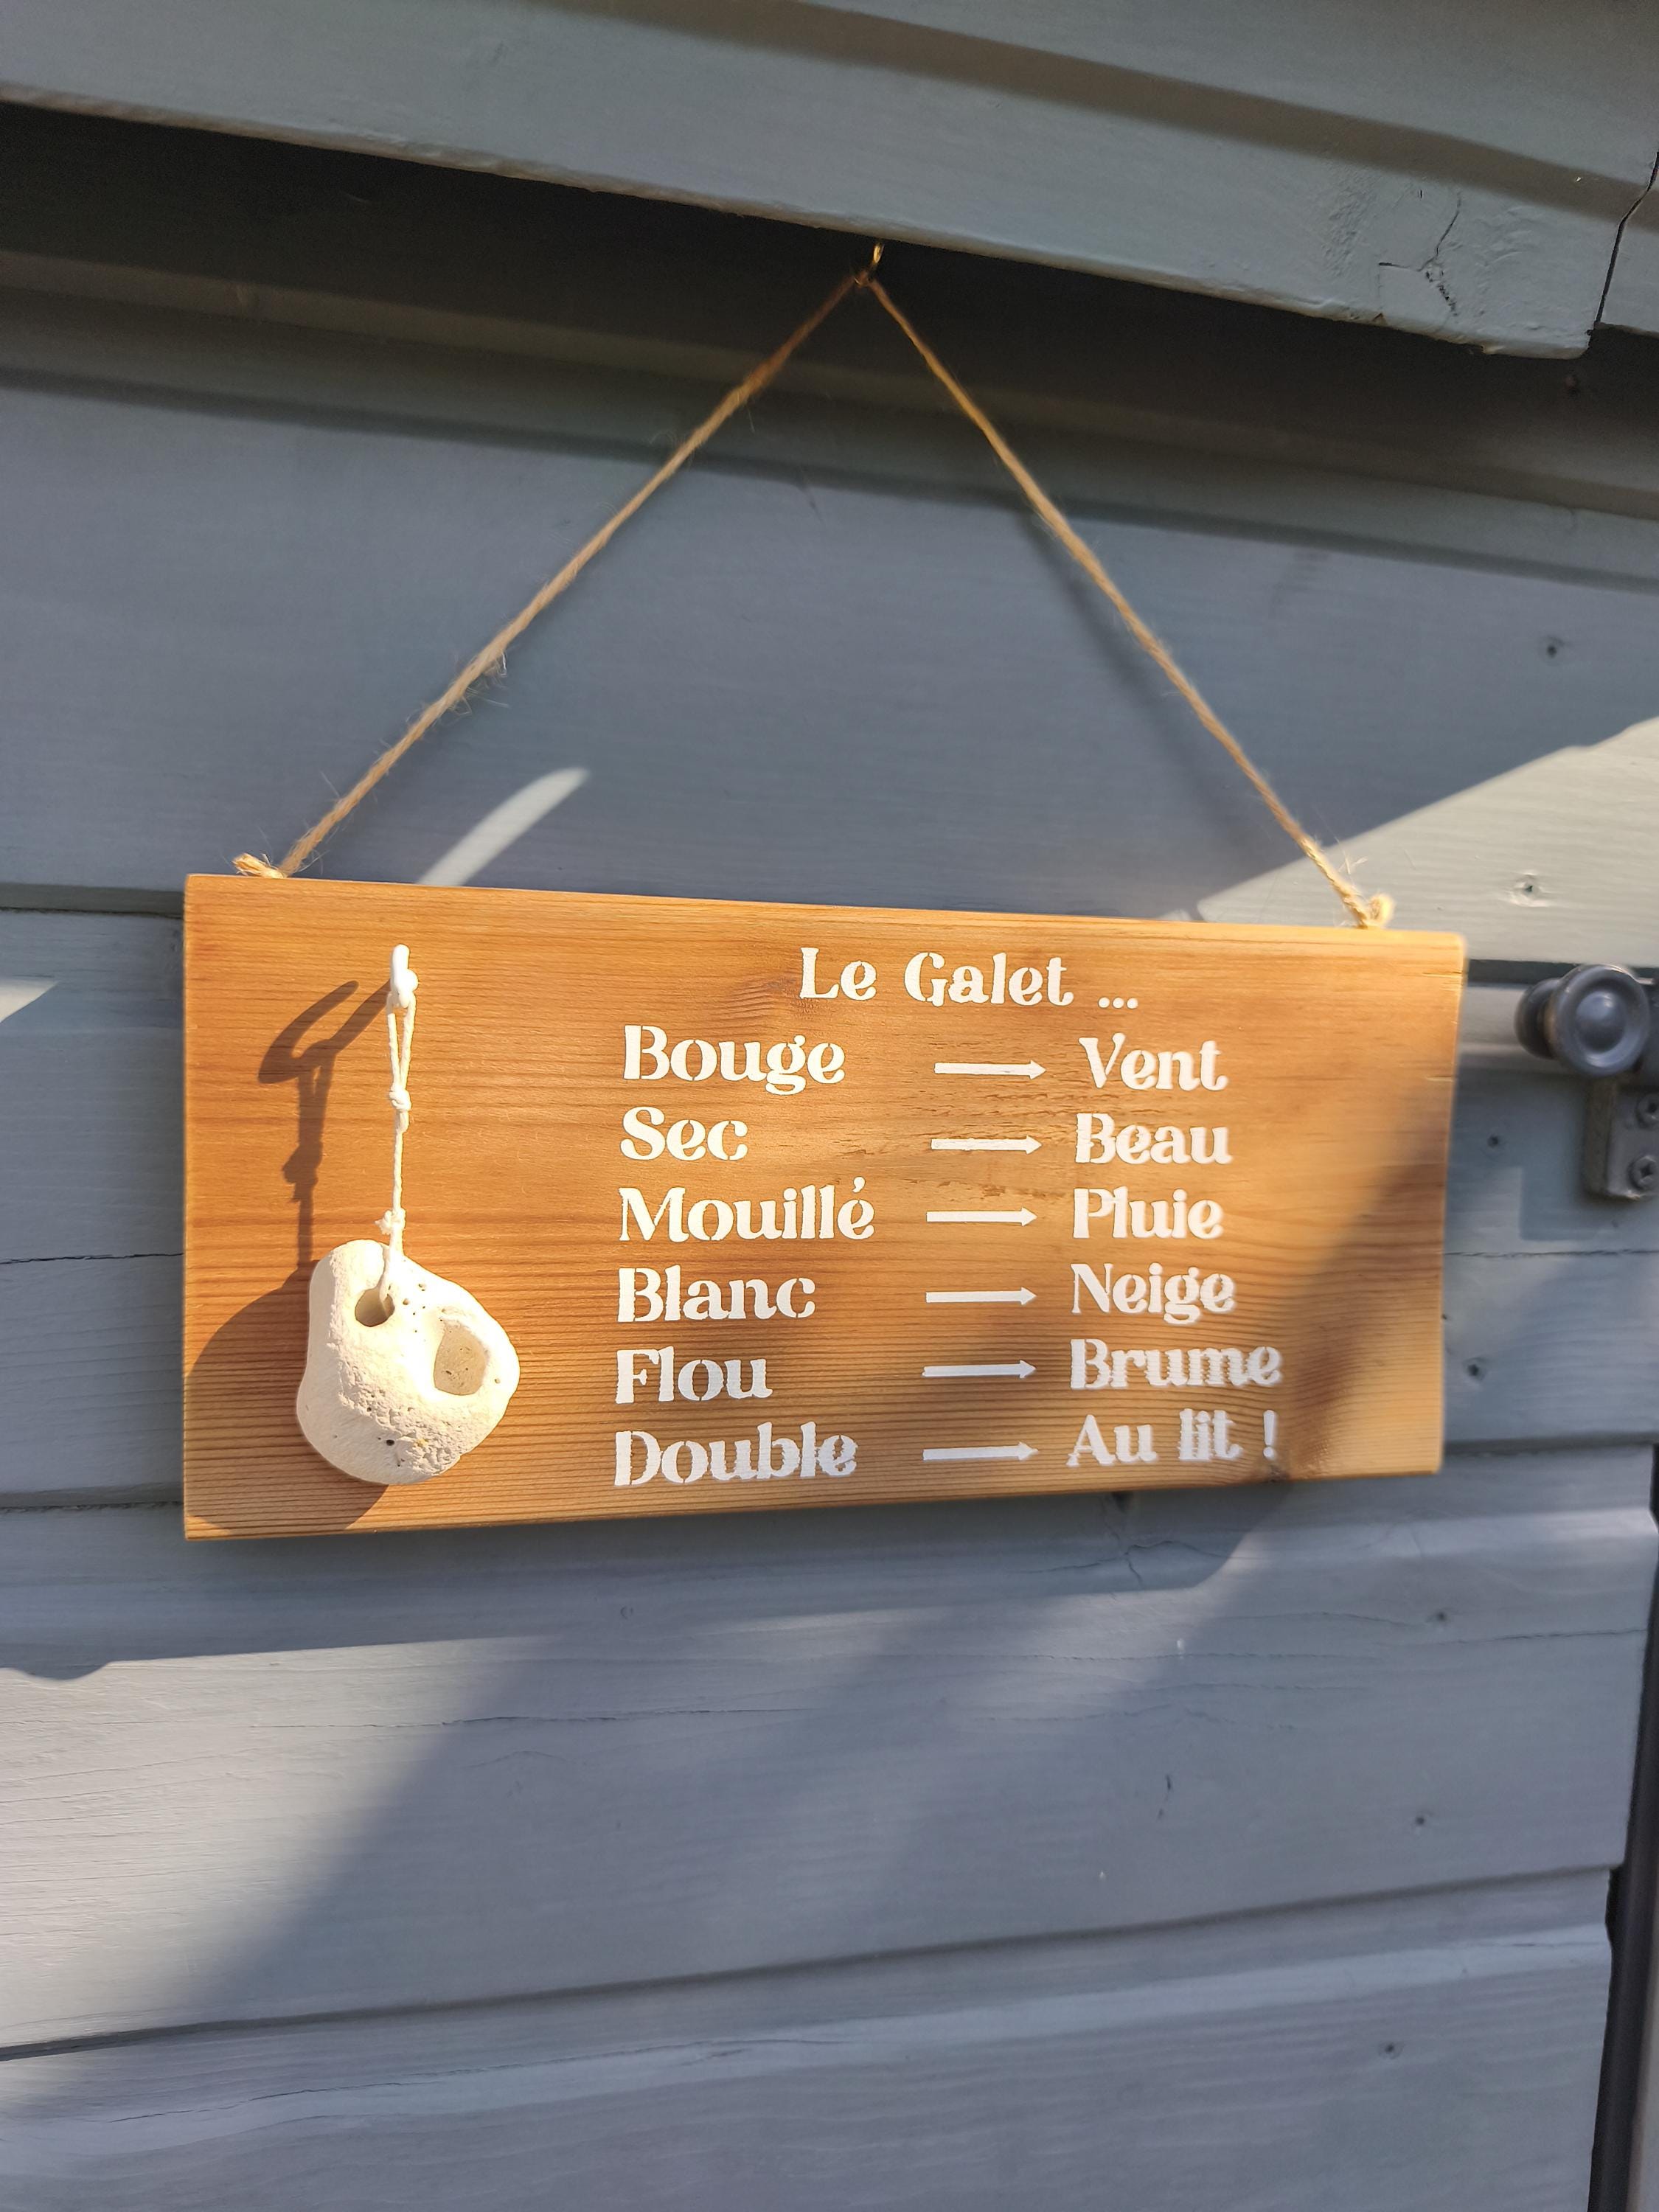 Le Galet ...
Bouge → Vent
Sec → Beau
Mouillé → Pluie
Blanc → Neige
Flou → Brume
Double → Au lit !